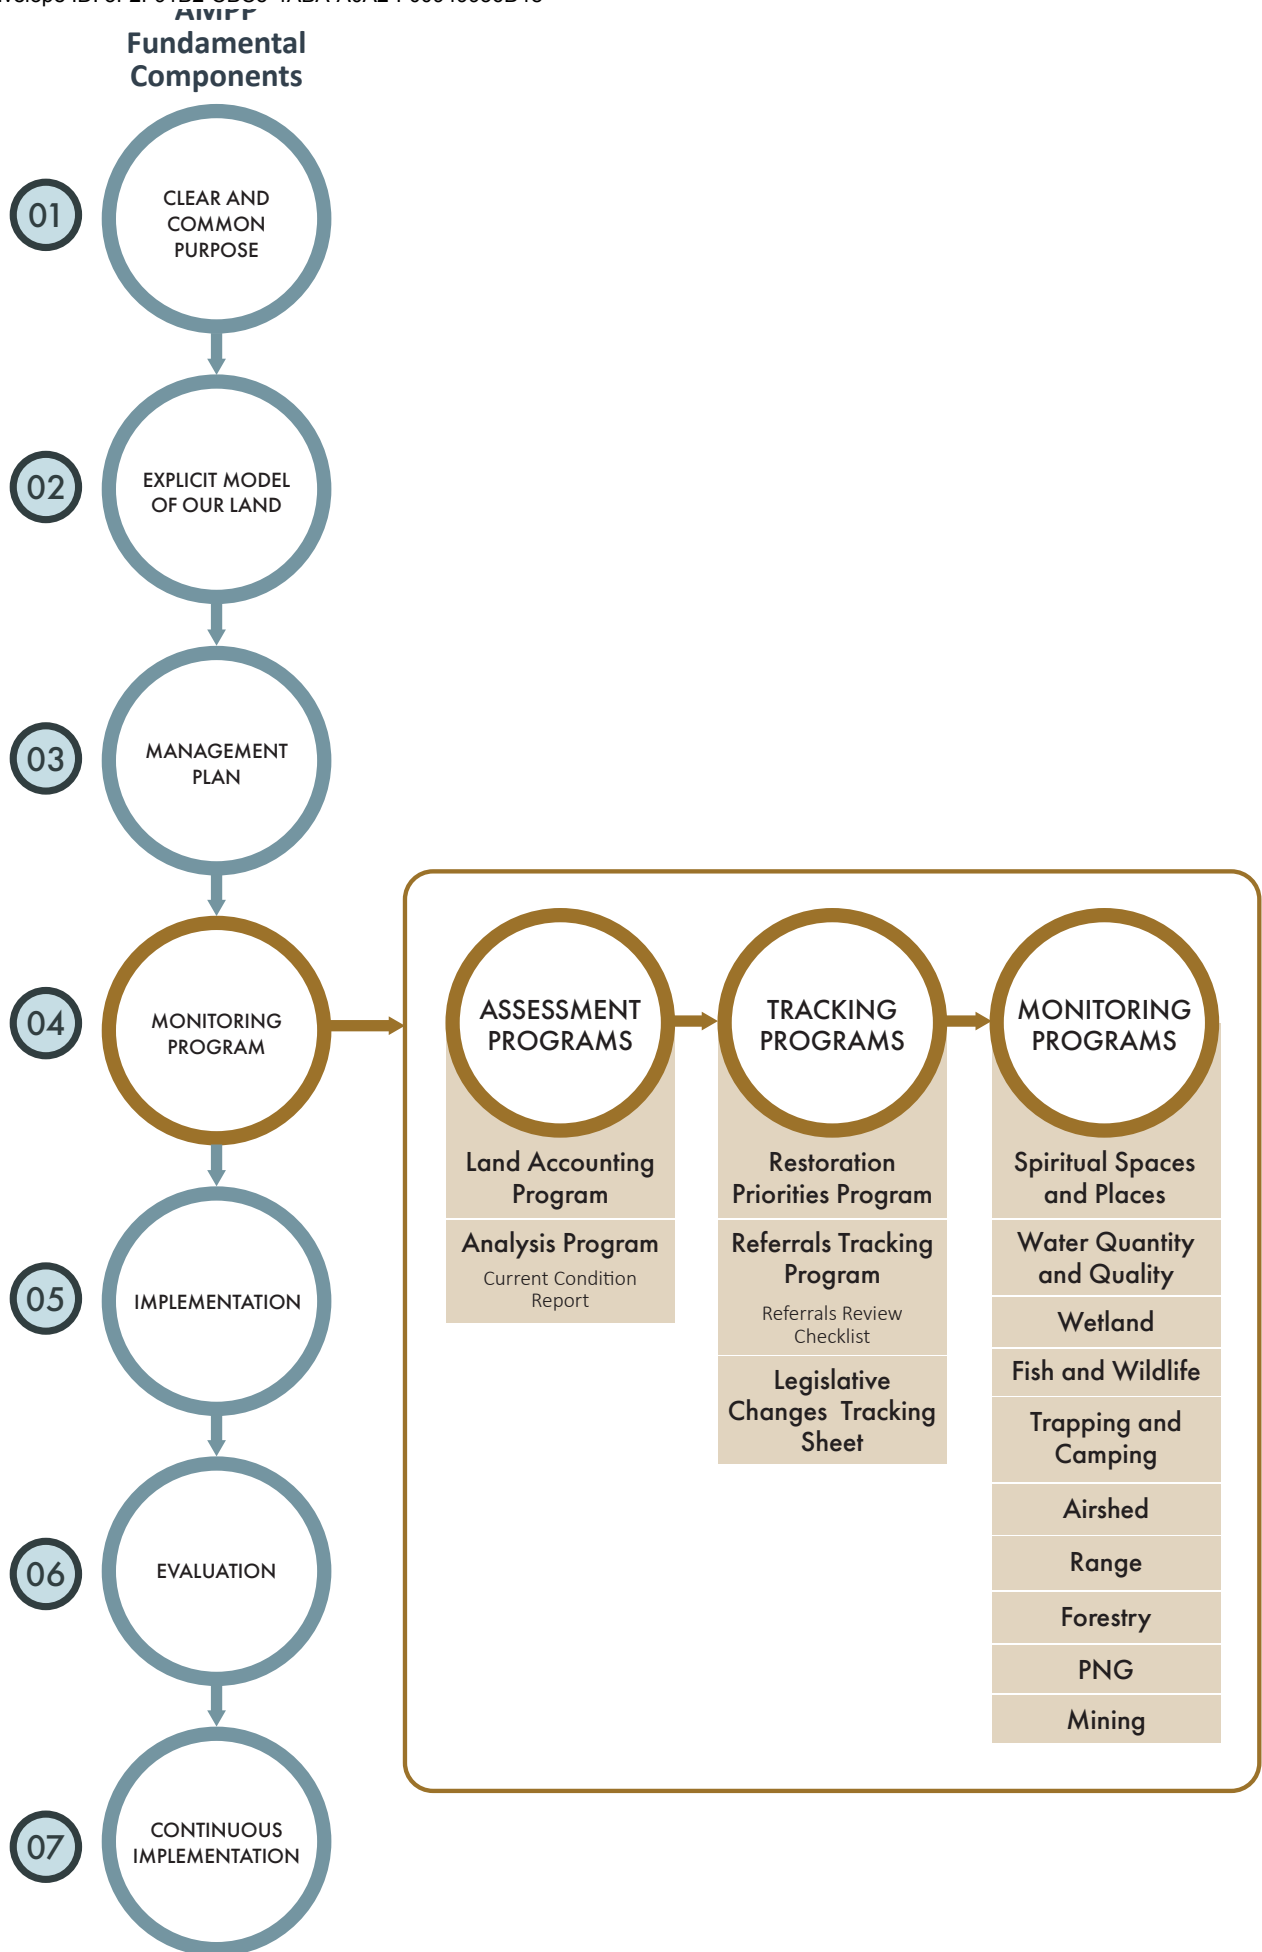 AMPP
Fundamental
Components
01
CLEAR AND
COMMON
PURPOSE
02
EXPLICIT MODEL
OF OUR LAND
03
MANAGEMENT
PLAN
04
MONITORING
PROGRAM
ASSESSMENT
PROGRAMS
Land Accounting
Program
Analysis Program
Current Condition
Report
TRACKING
PROGRAMS
Restoration
Priorities Program
Referrals Tracking
Program
Referrals Review
Checklist
Legislative
Changes Tracking
Sheet
MONITORING
PROGRAMS
Spiritual Spaces
and Places
Water Quantity
and Quality
Wetland
Fish and Wildlife
Trapping and
Camping
Airshed
Range
Forestry
PNG
Mining
05
IMPLEMENTATION
06
EVALUATION
07
CONTINUOUS
IMPLEMENTATION